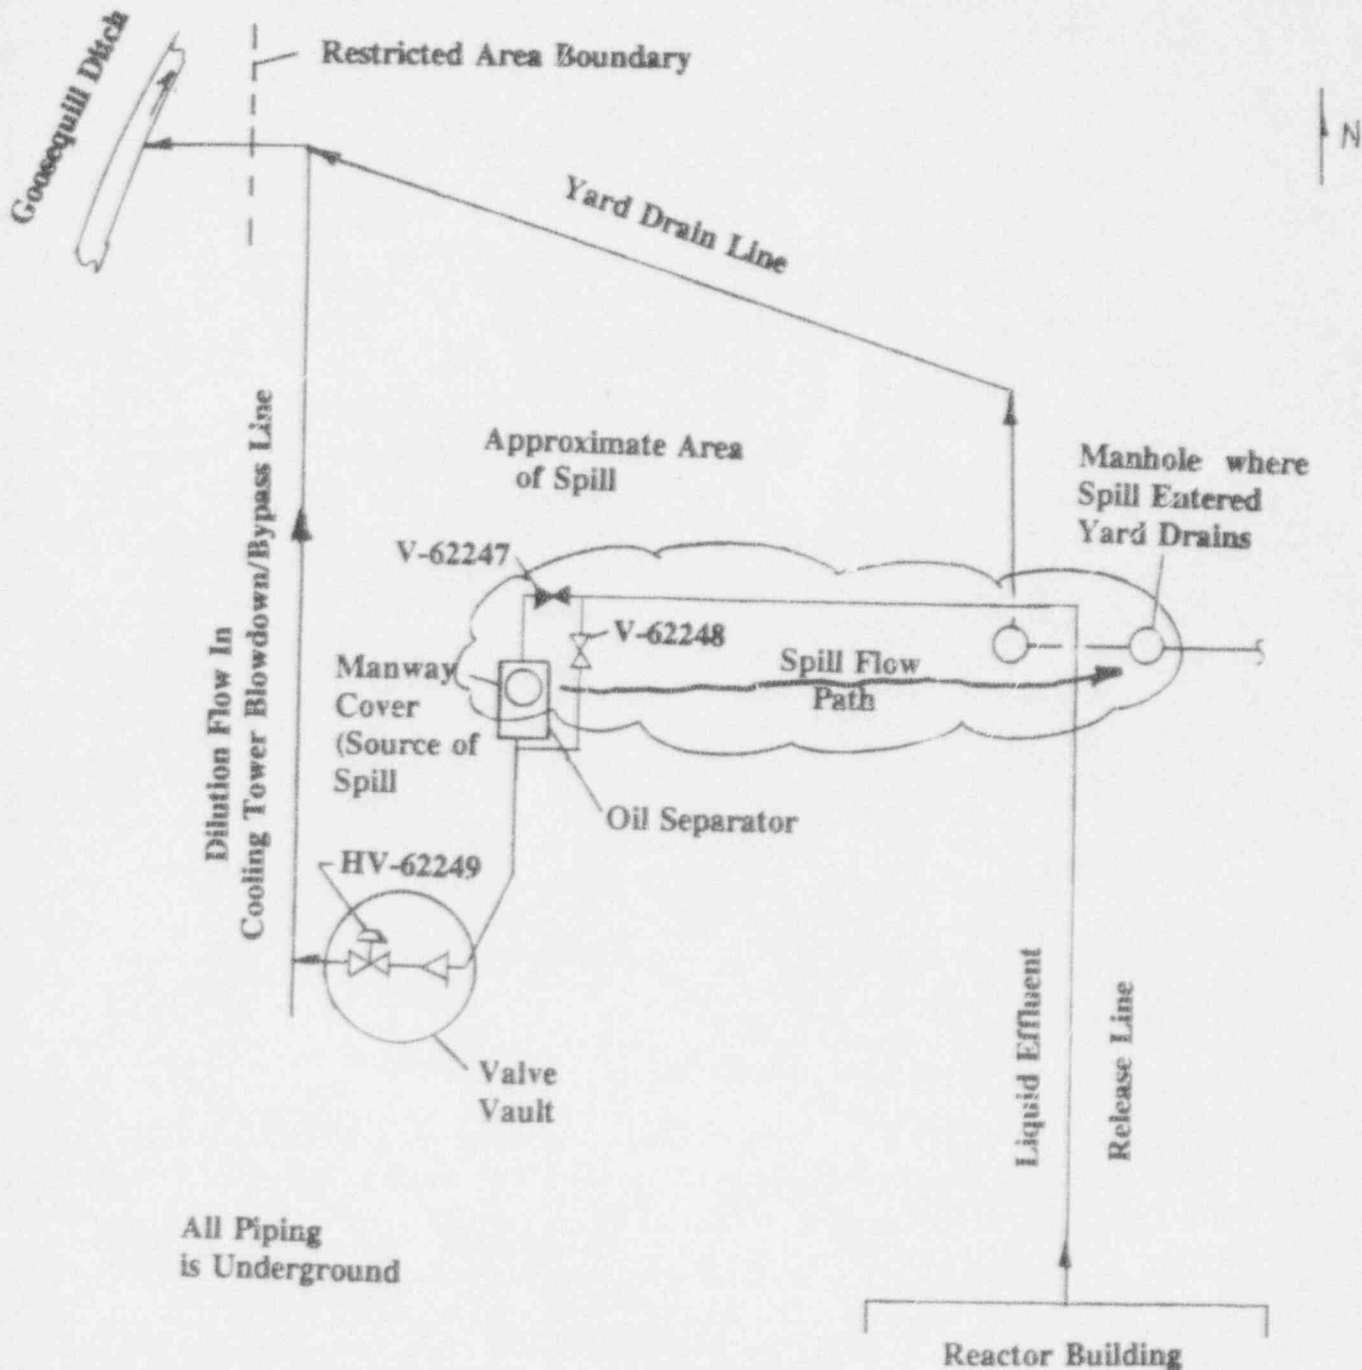 Goosequill Ditch
Restricted Area Boundary
N
Yard Drain Line
Dilution Flow In
Cooling Tower Blowdown/Bypass Line
Approximate Area
of Spill
Manhole where
Spill Entered
Yard Drains
V-62247
V-62248
Manway
Cover
(Source of
Spill
Spill Flow
Path
Oil Separator
HV-62249
Valve
Vault
Liquid Effluent
Release Line
All Piping
is Underground
Reactor Building